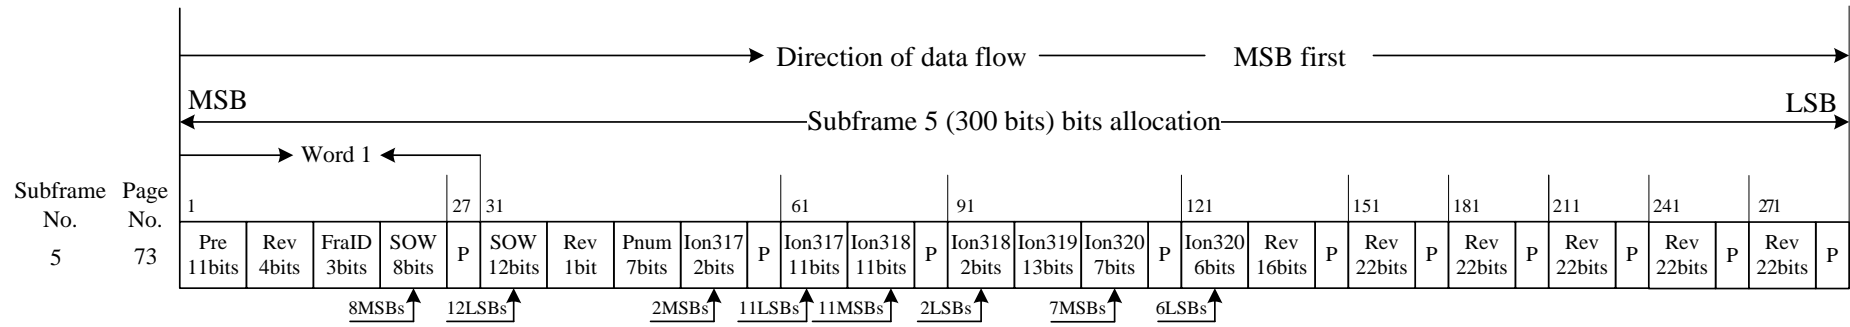 Direction of data flow MSB first
MSB LSB
Subframe 5 (300 bits) bits allocation
Word 1
Subframe Page
No. No.
1 27 31 61 91 121 151 181 211 241 271
5 73
Pre Rev FraID SOW P SOW Rev Pnum Ion317 P Ion317 Ion318 P Ion318 Ion319 Ion320 P Ion320 Rev P Rev P Rev P Rev P Rev P Rev P
11bits 4bits 3bits 8bits 12bits 1bit 7bits 2bits 11bits 11bits 2bits 13bits 7bits 6bits 16bits 22bits 22bits 22bits 22bits 22bits
8MSBs 12LSBs 2MSBs 11LSBs 11MSBs 2LSBs 7MSBs 6LSBs